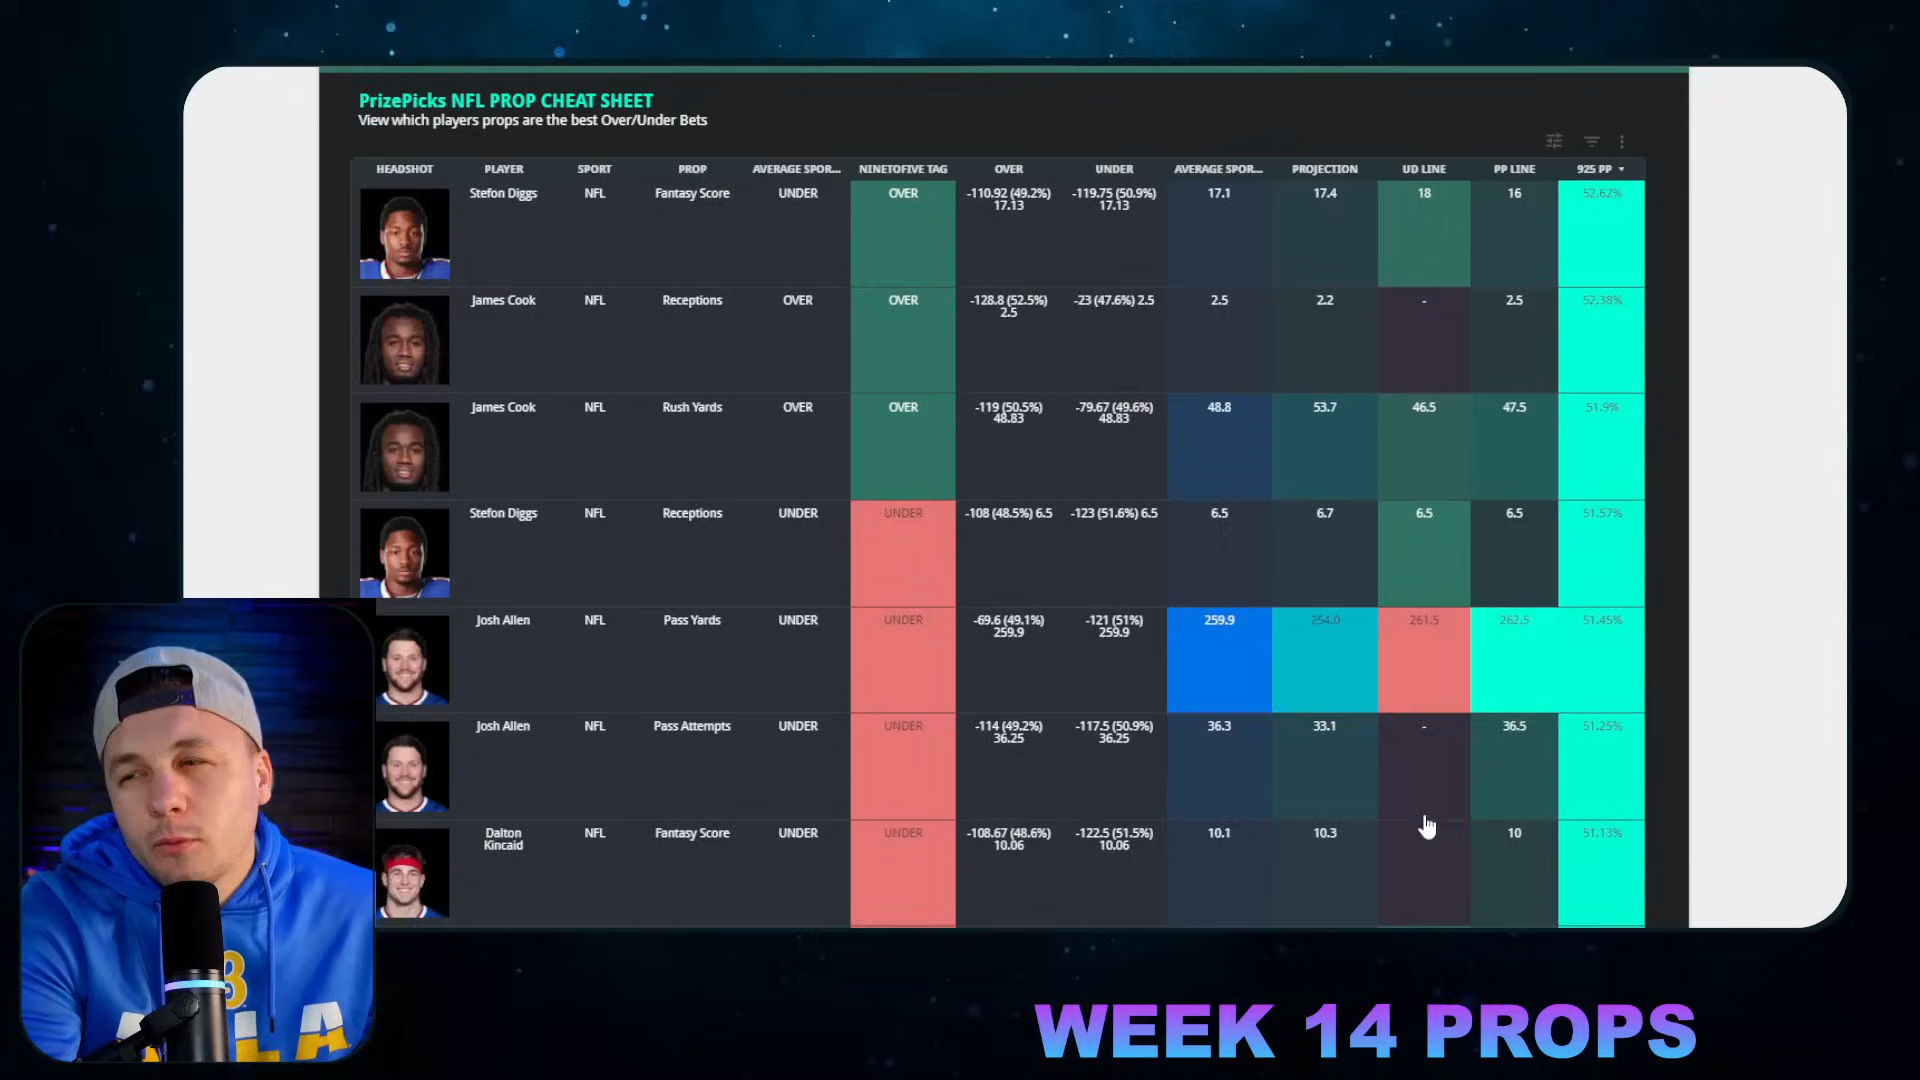 PrizePicks NFL PROP CHEAT SHEET
View which players props are the best Over/Under Bets
HEADSHOT PLAYER SPORT PROP AVERAGE SPOR... NINETOFIVE TAG OVER UNDER AVERAGE SPOR... PROJECTION UD LINE PP LINE 925 PP
Stefon Diggs NFL Fantasy Score UNDER OVER -110.92 (49.2%) -119.75 (50.9%) 17.1 17.4 18 16 52.62%
17.13 17.13
James Cook NFL Receptions OVER OVER -128.8 (52.5%) -23 (47.6%) 2.5 2.5 2.2 - 2.5 52.38%
2.5
James Cook NFL Rush Yards OVER OVER -119 (50.5%) -79.67 (49.6%) 48.8 53.7 46.5 47.5 51.9%
48.83 48.83
Stefon Diggs NFL Receptions UNDER UNDER -108 (48.5%) 6.5 -123 (51.6%) 6.5 6.5 6.7 6.5 6.5 51.57%
Josh Allen NFL Pass Yards UNDER UNDER -69.6 (49.1%) -121 (51%) 259.9 254.0 261.5 262.5 51.45%
259.9 259.9
Josh Allen NFL Pass Attempts UNDER UNDER -114 (49.2%) -117.5 (50.9%) 36.3 33.1 - 36.5 51.25%
36.25 36.25
Dalton NFL Fantasy Score UNDER UNDER -108.67 (48.6%) -122.5 (51.5%) 10.1 10.3 10 51.13%
Kincaid 10.06 10.06
WEEK 14 PROPS